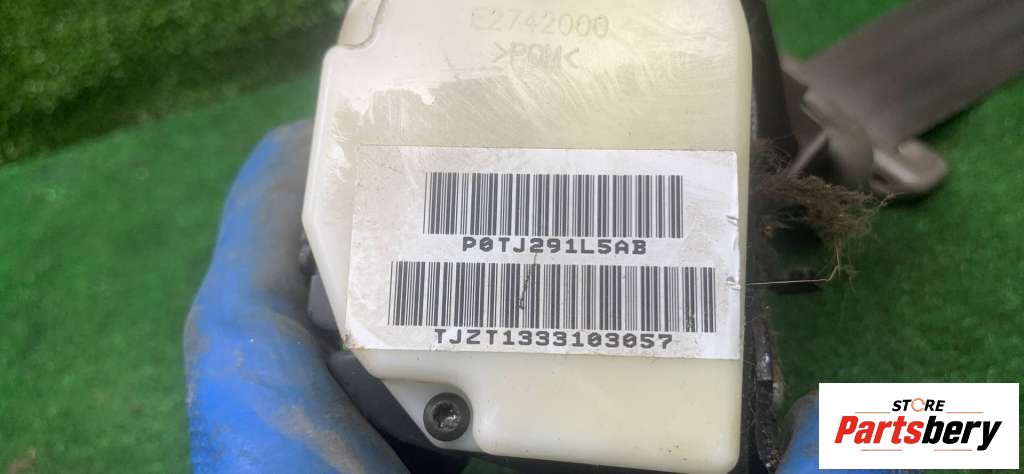 E2742000
>POM<
P0TJ291L5AB
TJZT1333103057
STORE
Partsbery